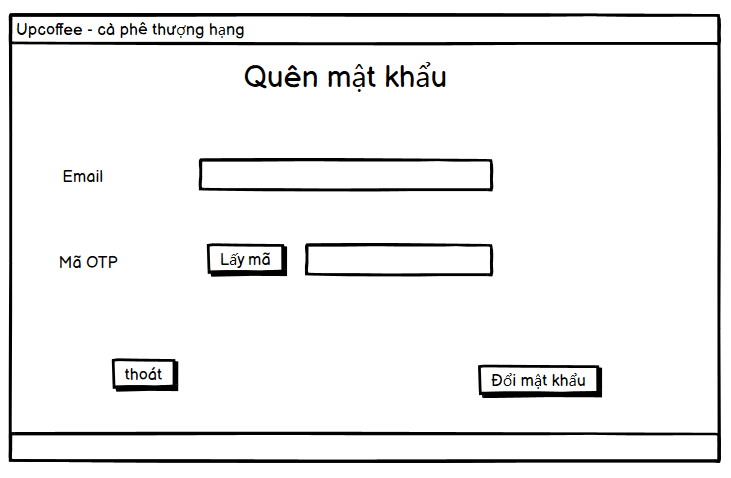 Upcoffee - cà phê thượng hạng
Quên mật khẩu
Email
Mã OTP
Lấy mã
thoát
Đổi mật khẩu